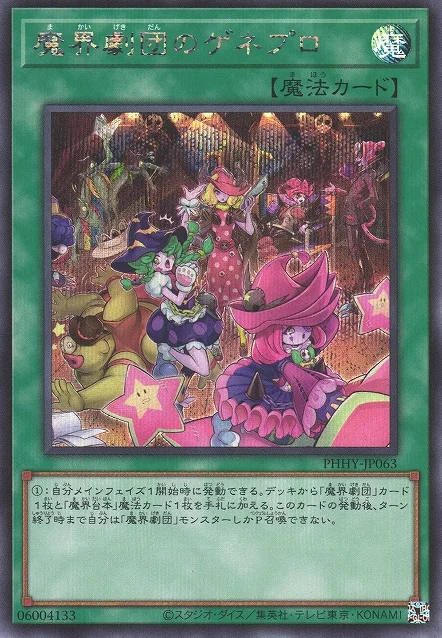 魔界劇団のゲネプロ
魔
【魔法カード】
PHHY-JP063
①:自分メインフェイズ1開始時に発動できる。デッキから「魔界劇団」カード
1枚と「魔界台本」魔法カード1枚を手札に加える。このカードの発動後、ターン
終了時まで自分は「魔界劇団」モンスターしかP召喚できない。
06004133
©スタジオ・ダイス/集英社・テレビ東京・KONAMI